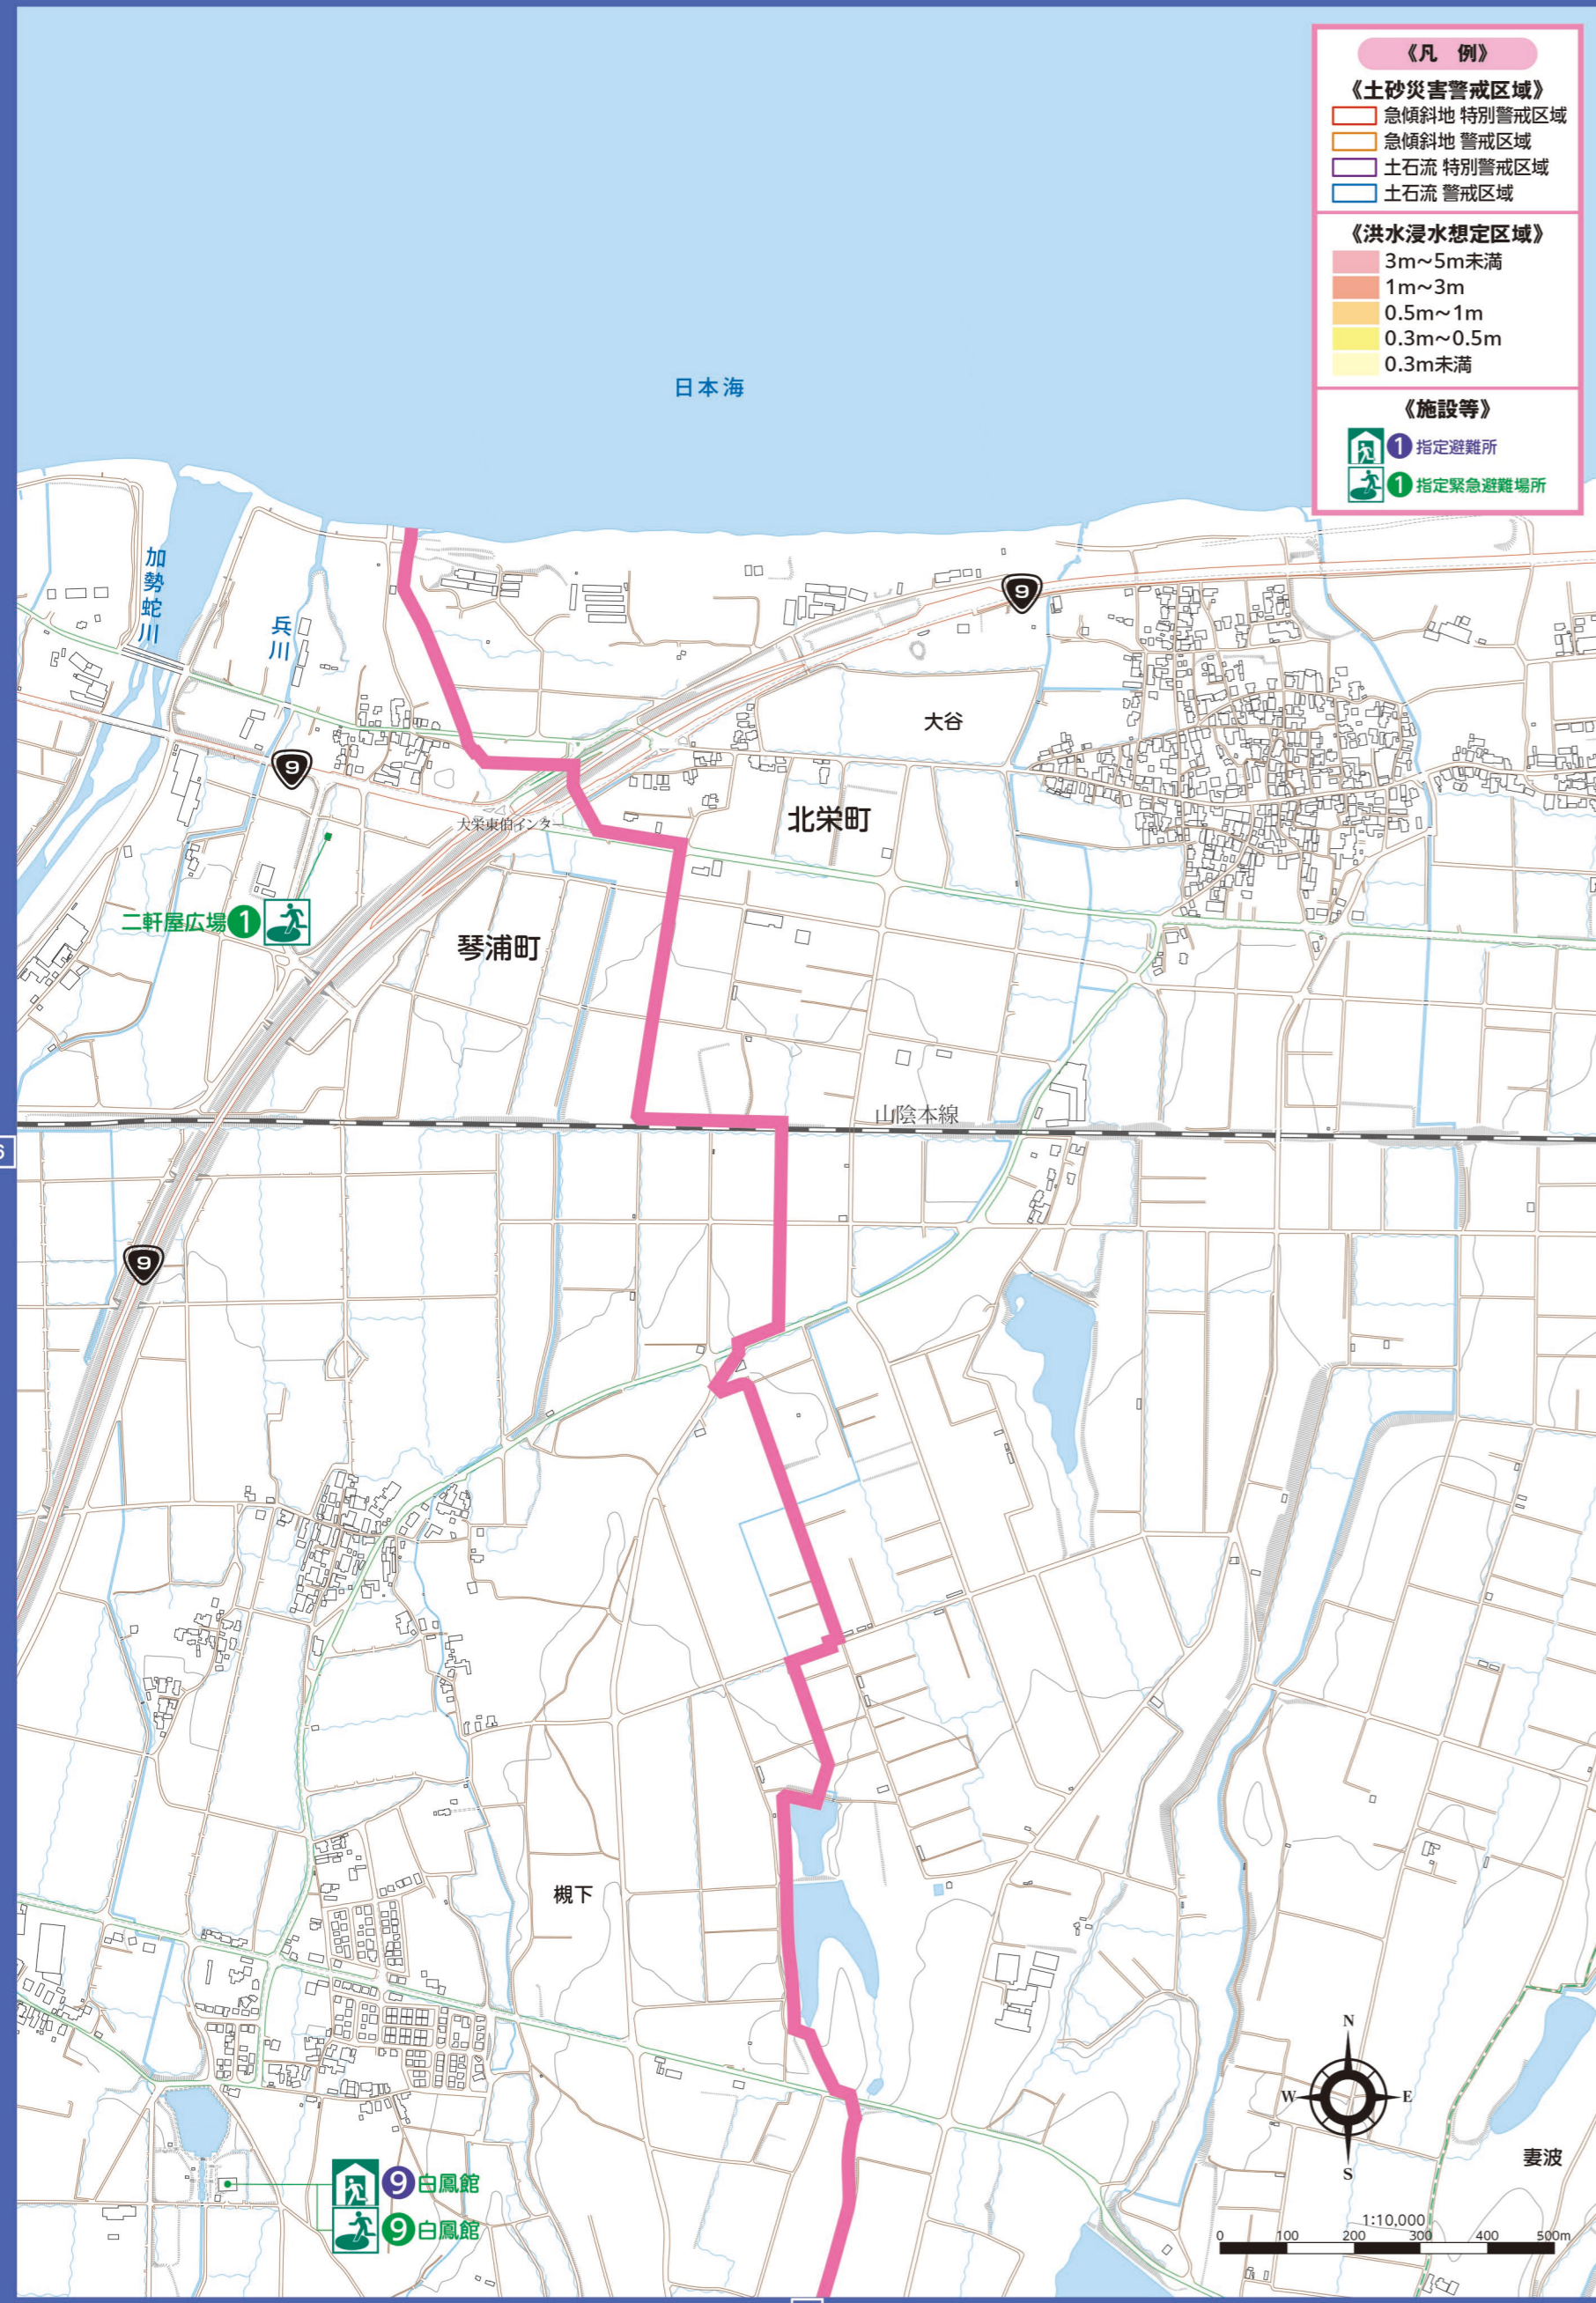 《凡 例》
《土砂災害警戒区域》
急傾斜地 特別警戒区域
急傾斜地 警戒区域
土石流 特別警戒区域
土石流 警戒区域
《洪水浸水想定区域》
3m～5m未満
1m～3m
0.5m～1m
0.3m～0.5m
0.3m未満
《施設等》
1 指定避難所
1 指定緊急避難場所
日本海
加勢蛇川
兵川
9
大谷
9
北栄町
大栄東伯インター
二軒屋広場 1
琴浦町
山陰本線
6
9
槻下
N
W E
S
妻波
9 白鳳館
9 白鳳館
1:10,000
0 100 200 300 400 500m